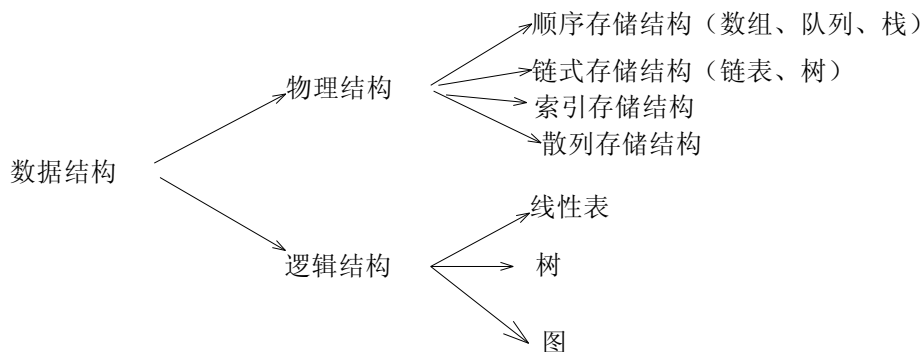 顺序存储结构（数组、队列、栈）
链式存储结构（链表、树）
物理结构
索引存储结构
散列存储结构
数据结构
线性表
逻辑结构
树
图